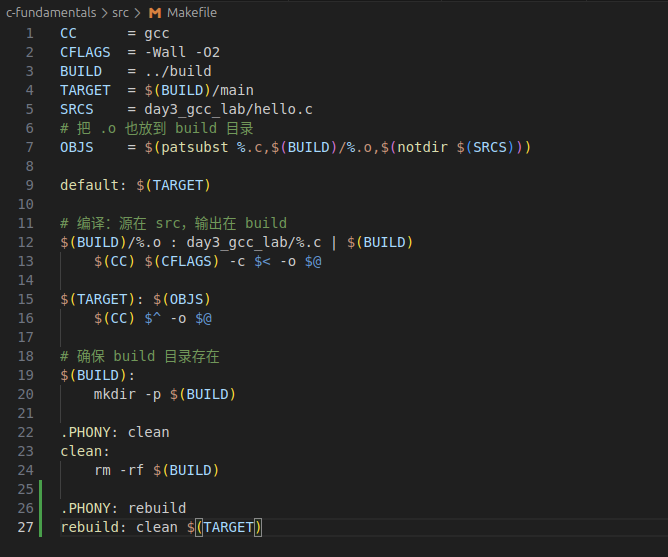 c-fundamentals > src > Makefile
1 CC      = gcc
2 CFLAGS  = -Wall -O2
3 BUILD   = ../build
4 TARGET  = $(BUILD)/main
5 SRCS    = day3_gcc_lab/hello.c
6 # 把 .o 也放到 build 目录
7 OBJS    = $(patsubst %.c,$(BUILD)/%.o,$(notdir $(SRCS)))
8
9 default: $(TARGET)
10
11 # 编译：源在 src，输出在 build
12 $(BUILD)/%.o : day3_gcc_lab/%.c | $(BUILD)
13     $(CC) $(CFLAGS) -c $< -o $@
14
15 $(TARGET): $(OBJS)
16     $(CC) $^ -o $@
17
18 # 确保 build 目录存在
19 $(BUILD):
20     mkdir -p $(BUILD)
21
22 .PHONY: clean
23 clean:
24     rm -rf $(BUILD)
25
26 .PHONY: rebuild
27 rebuild: clean $(TARGET)